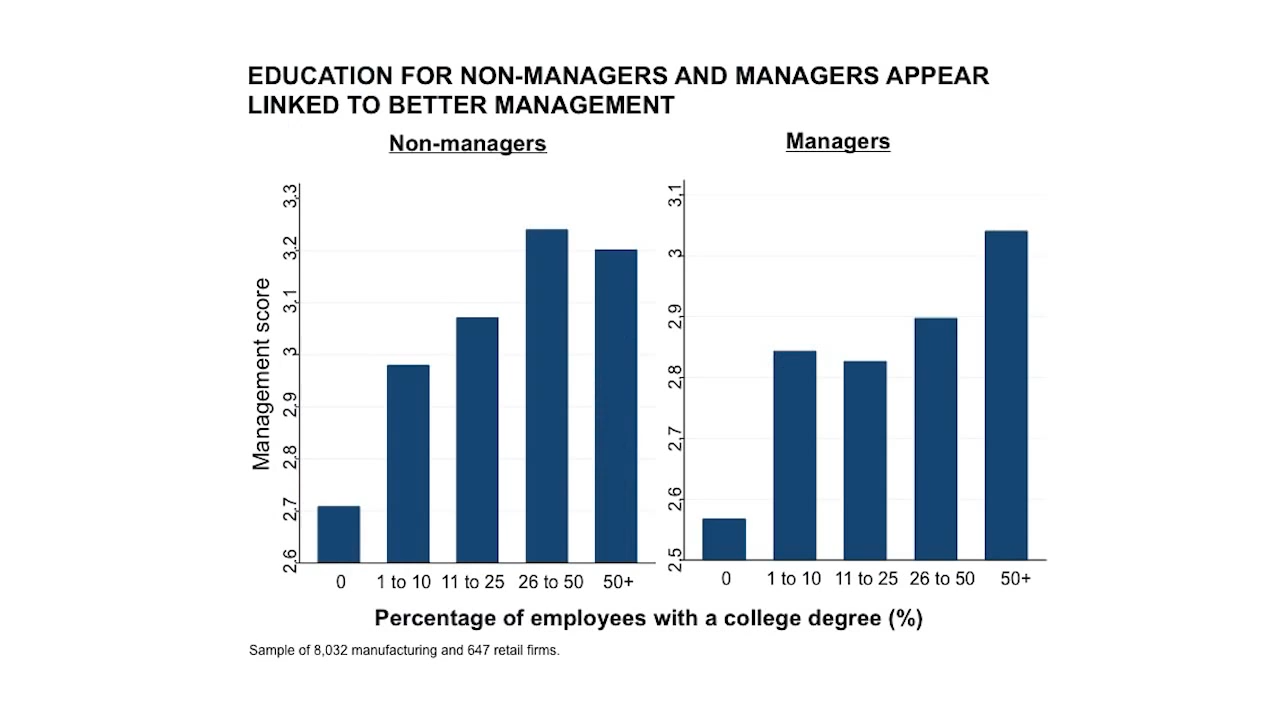 EDUCATION FOR NON-MANAGERS AND MANAGERS APPEAR
LINKED TO BETTER MANAGEMENT
Non-managers
Managers
Management score
3,3
3,2
3,1
3
2,9
2,8
2,7
2,6
0
1 to 10
11 to 25
26 to 50
50+
3,1
3
2,9
2,8
2,7
2,6
2,5
0
1 to 10
11 to 25
26 to 50
50+
Percentage of employees with a college degree (%)
Sample of 8,032 manufacturing and 647 retail firms.